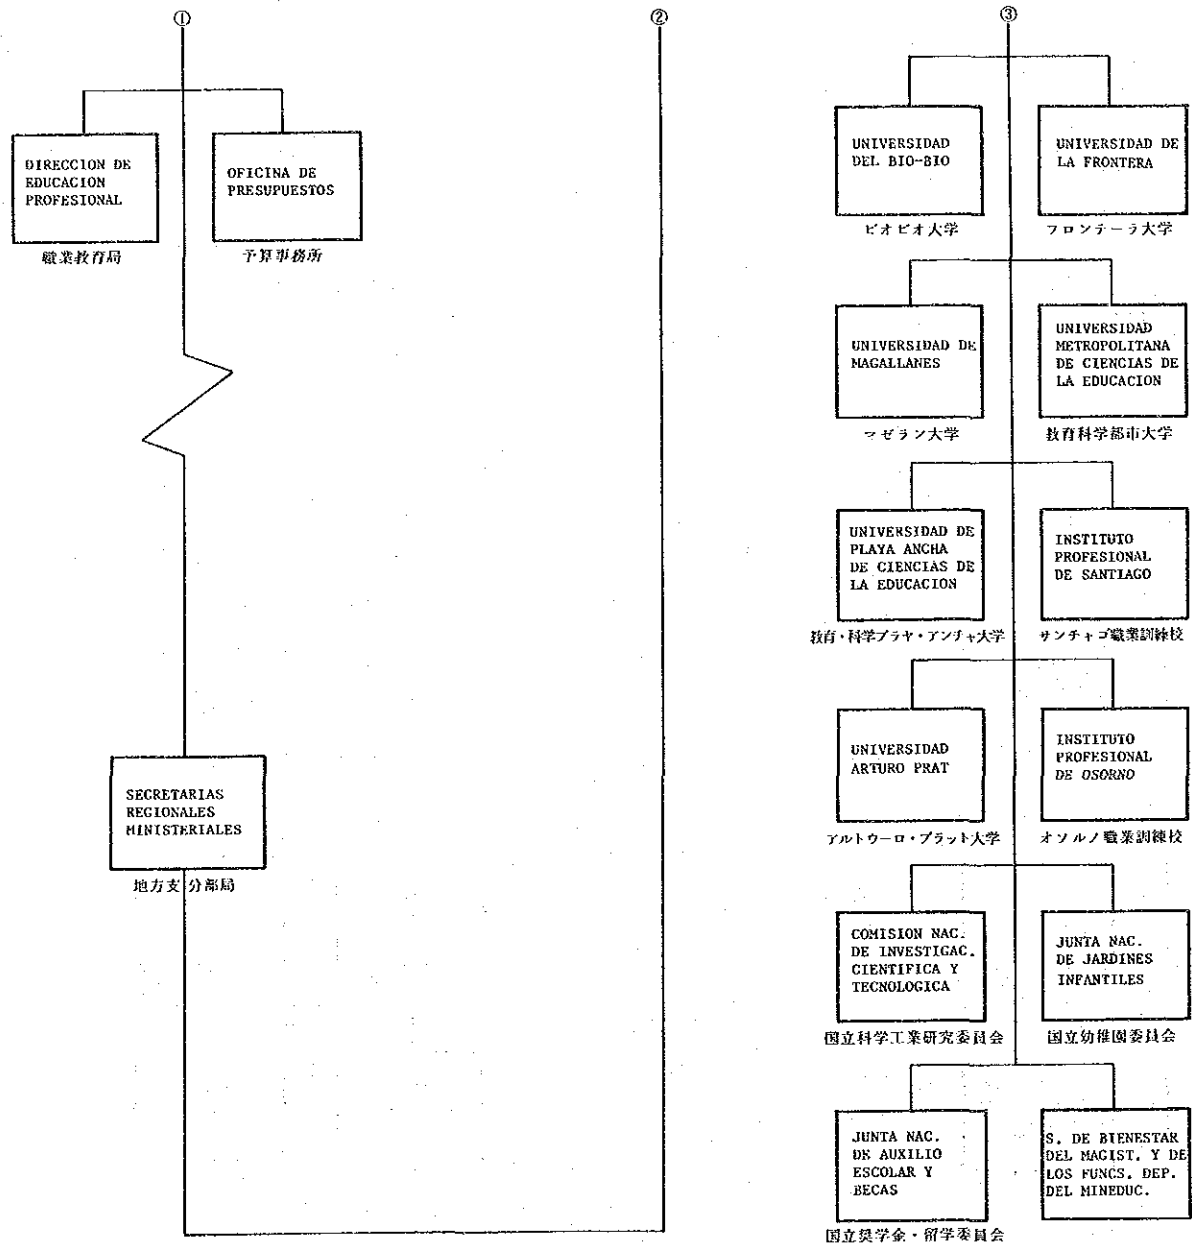 ①
②
③
DIRECCION DE
EDUCACION
PROFESIONAL
職業教育局
OFICINA DE
PRESUPUESTOS
予算事務所
SECRETARIAS
REGIONALES
MINISTERIALES
地方支分部局
UNIVERSIDAD
DEL BIO-BIO
ビオビオ大学
UNIVERSIDAD DE
LA FRONTERA
フロンテーラ大学
UNIVERSIDAD DE
MAGALLANES
マゼラン大学
UNIVERSIDAD
METROPOLITANA
DE CIENCIAS DE
LA EDUCACION
教育科学都市大学
UNIVERSIDAD DE
PLAYA ANCHA
DE CIENCIAS DE
LA EDUCACION
教育・科学プラヤ・アンチャ大学
INSTITUTO
PROFESIONAL
DE SANTIAGO
サンチャゴ職業訓練校
UNIVERSIDAD
ARTURO PRAT
アルトウーロ・プラット大学
INSTITUTO
PROFESIONAL
DE OSORNO
オソルノ職業訓練校
COMISION NAC.
DE INVESTIGAC.
CIENTIFICA Y
TECNOLOGICA
国立科学工業研究委員会
JUNTA NAC.
DE JARDINES
INFANTILES
国立幼稚園委員会
JUNTA NAC.
DE AUXILIO
ESCOLAR Y
BECAS
国立奨学金・留学委員会
S. DE BIENESTAR
DEL MAGIST. Y DE
LOS FUNCS. DEP.
DEL MINEDUC.